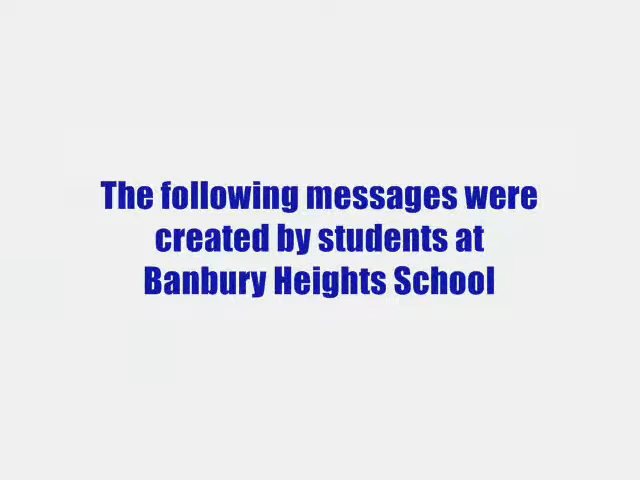 The following messages were
created by students at
Banbury Heights School